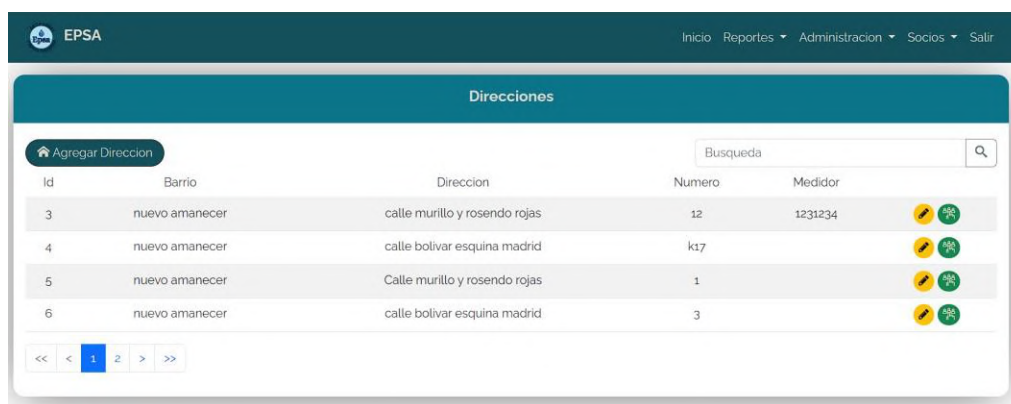 Epsa EPSA Inicio Reportes Administracion Socios Salir
Direcciones
Agregar Direccion Busqueda
Id Barrio Direccion Numero Medidor
3 nuevo amanecer calle murillo y rosendo rojas 12 1231234
4 nuevo amanecer calle bolivar esquina madrid k17
5 nuevo amanecer Calle murillo y rosendo rojas 1
6 nuevo amanecer calle bolivar esquina madrid 3
<< < 1 2 > >>